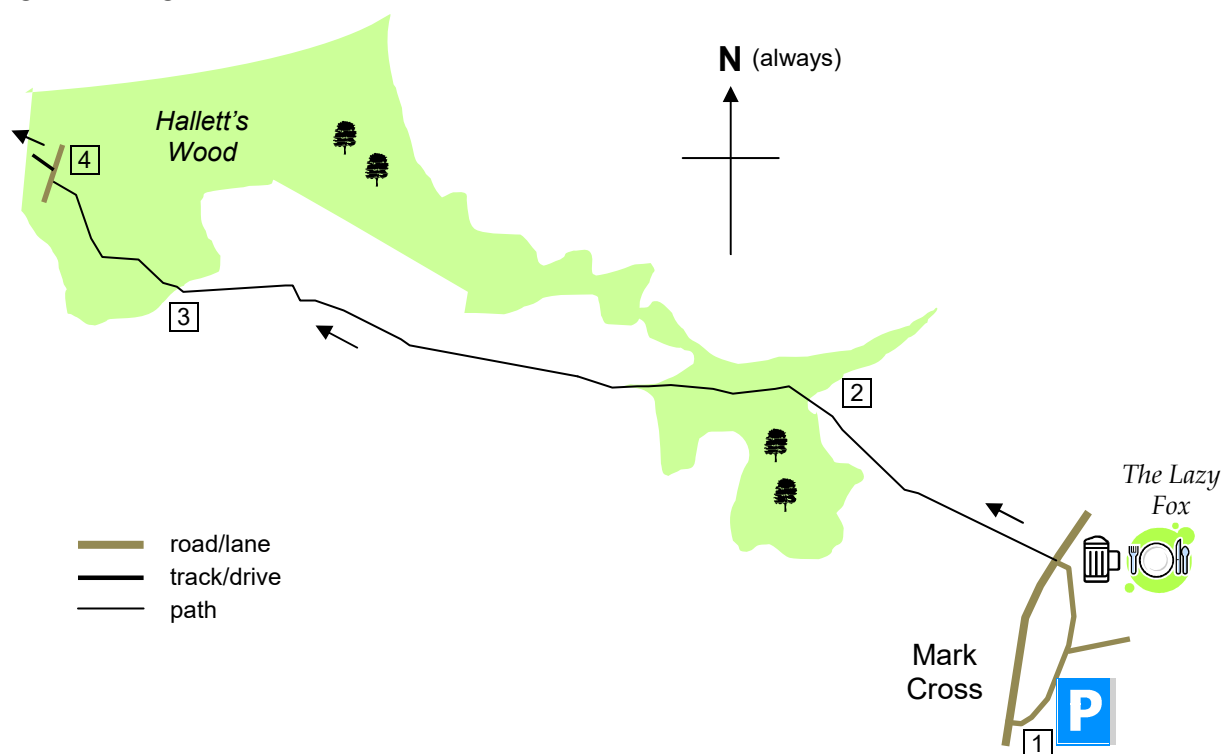 N (always)
Hallett's
Wood
4
3
2
The Lazy
Fox
road/lane
track/drive
path
Mark
Cross
P
1